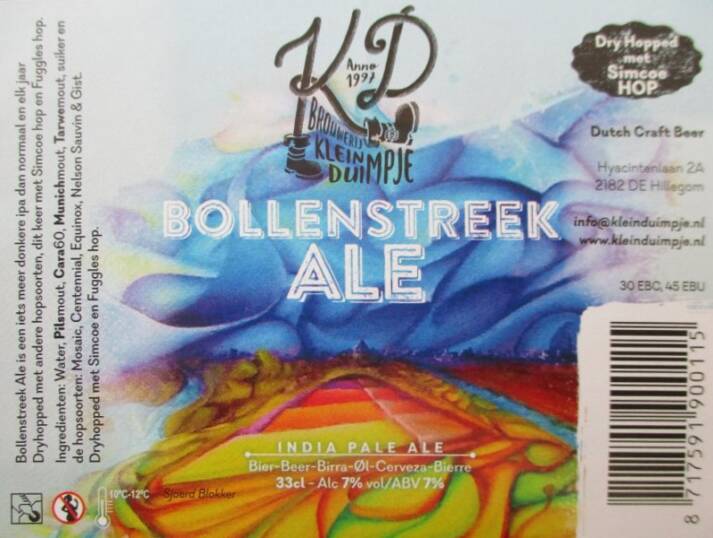 Bollenstreek Ale is een iets meer donkere ipa dan normaal en elk jaar
Dryhopped met andere hopsoorten, dit keer met Simcoe hop en Fuggles hop.
Ingredienten: Water, Pilsmout, Cara60, Munichmout, Tarwemout, suiker en
de hopsoorten: Mosaic, Centennial, Equinox, Nelson Sauvin & Gist.
Dryhopped met Simcoe en Fuggles hop.
KD
Anno
1997
BROUWERIJ
KLEIN
DUIMPJE
BOLLENSTREEK
ALE
INDIA PALE ALE
Bier-Beer-Birra-Øl-Cerveza-Bierre
33cl - Alc 7% vol/ABV 7%
10°C-12°C
Sjoerd Blokker
Dry Hopped
met
Simcoe
HOP
Dutch Craft Beer
Hyacintenlaan 2A
2182 DE Hillegom
info@kleinduimpje.nl
www.kleinduimpje.nl
30 EBC, 45 EBU
8 717591 900115